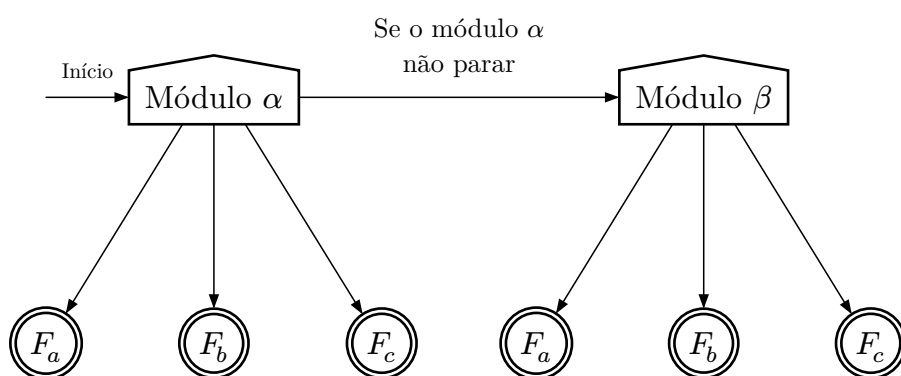 Se o módulo α
não parar
Início
Módulo α
Módulo β
F_a
F_b
F_c
F_a
F_b
F_c